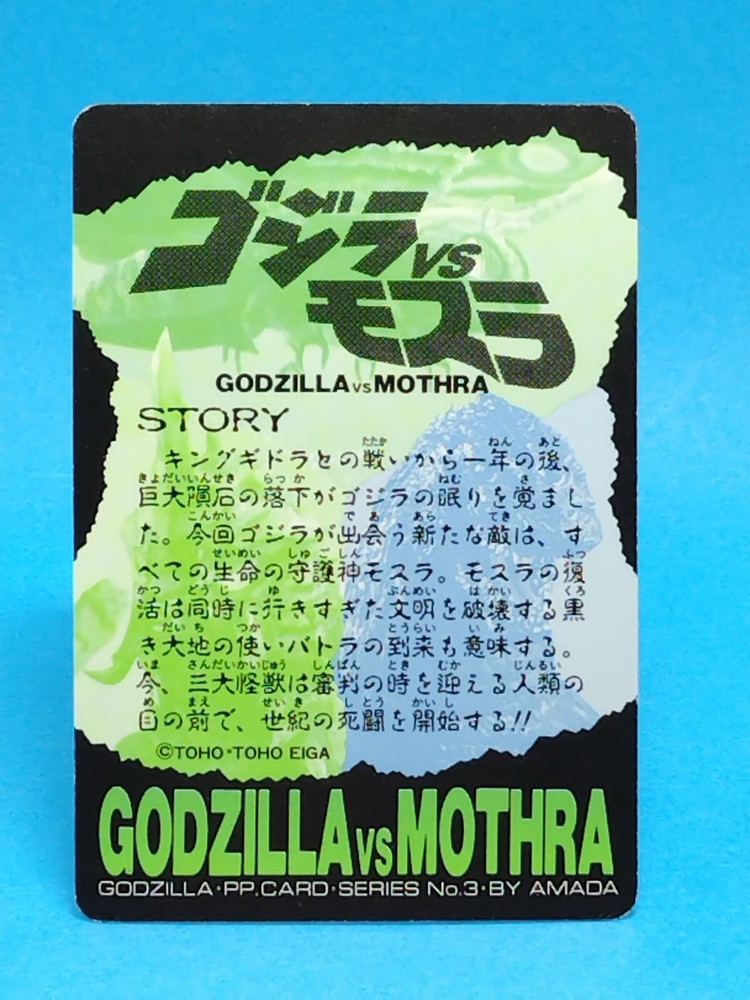 ゴジラVS
モスラ
GODZILLA VS MOTHRA
STORY
キングギドラとの戦いから一年の後、
巨大隕石の落下がゴジラの眠りを覚まし
た。今回ゴジラが出会う新たな敵は、す
べての生命の守護神モスラ。モスラの復
活は同時に行きすぎた文明を破壊する黒
き大地の使いバトラの到来も意味する。
今、三大怪獣は審判の時を迎える人類の
目の前で、世紀の死闘を開始する!!
©TOHO・TOHO EIGA
GODZILLA VS MOTHRA
GODZILLA・PP.CARD・SERIES No.3・BY AMADA